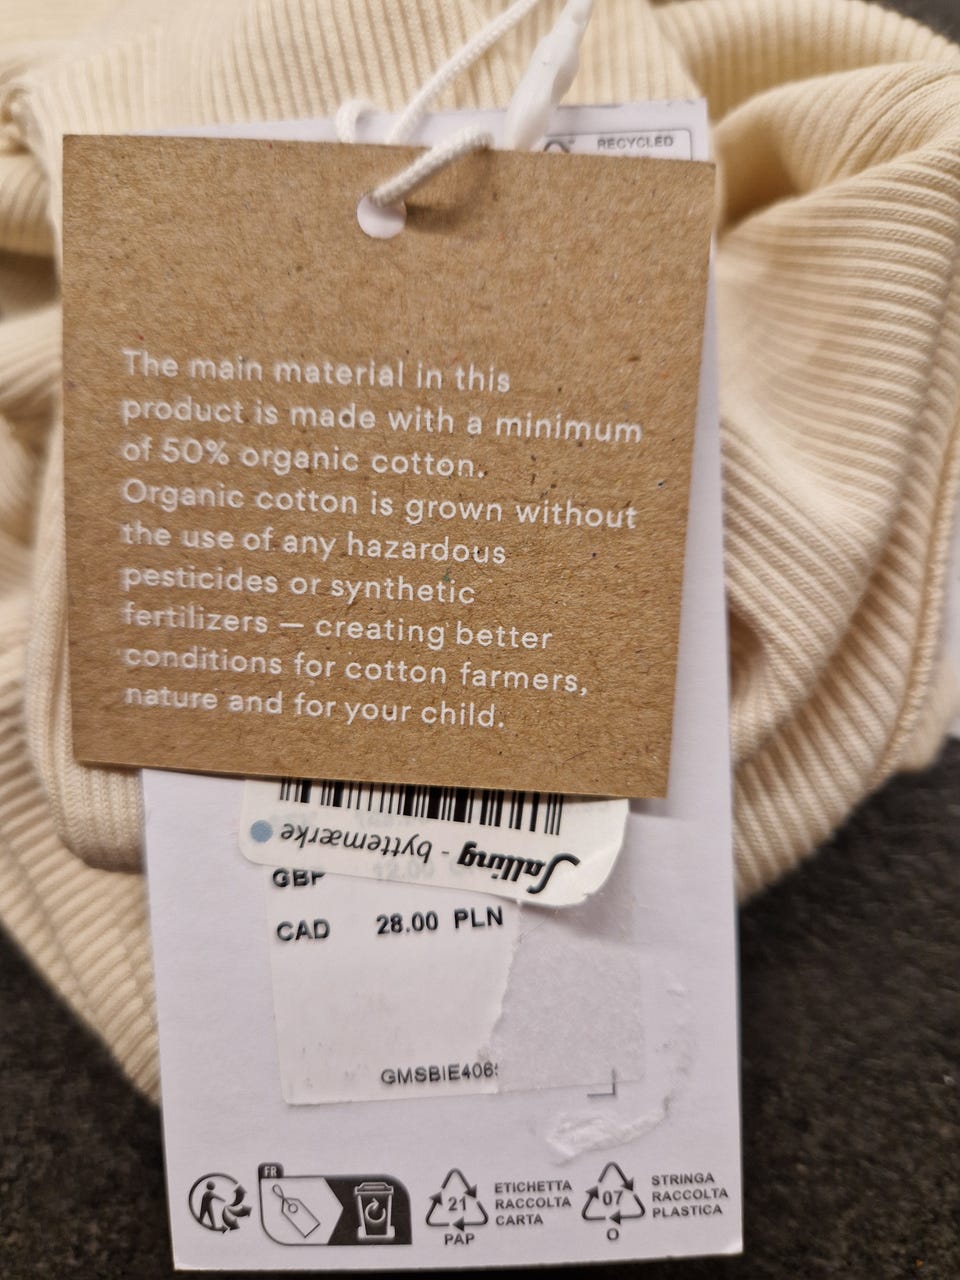 RECYCLED
The main material in this
product is made with a minimum
of 50% organic cotton.
Organic cotton is grown without
the use of any hazardous
pesticides or synthetic
fertilizers — creating better
conditions for cotton farmers,
nature and for your child.
Salling - byttemærke
GBP
CAD 28.00 PLN
GMSBIE406
FR
21
PAP
ETICHETTA
RACCOLTA
CARTA
07
O
STRINGA
RACCOLTA
PLASTICA